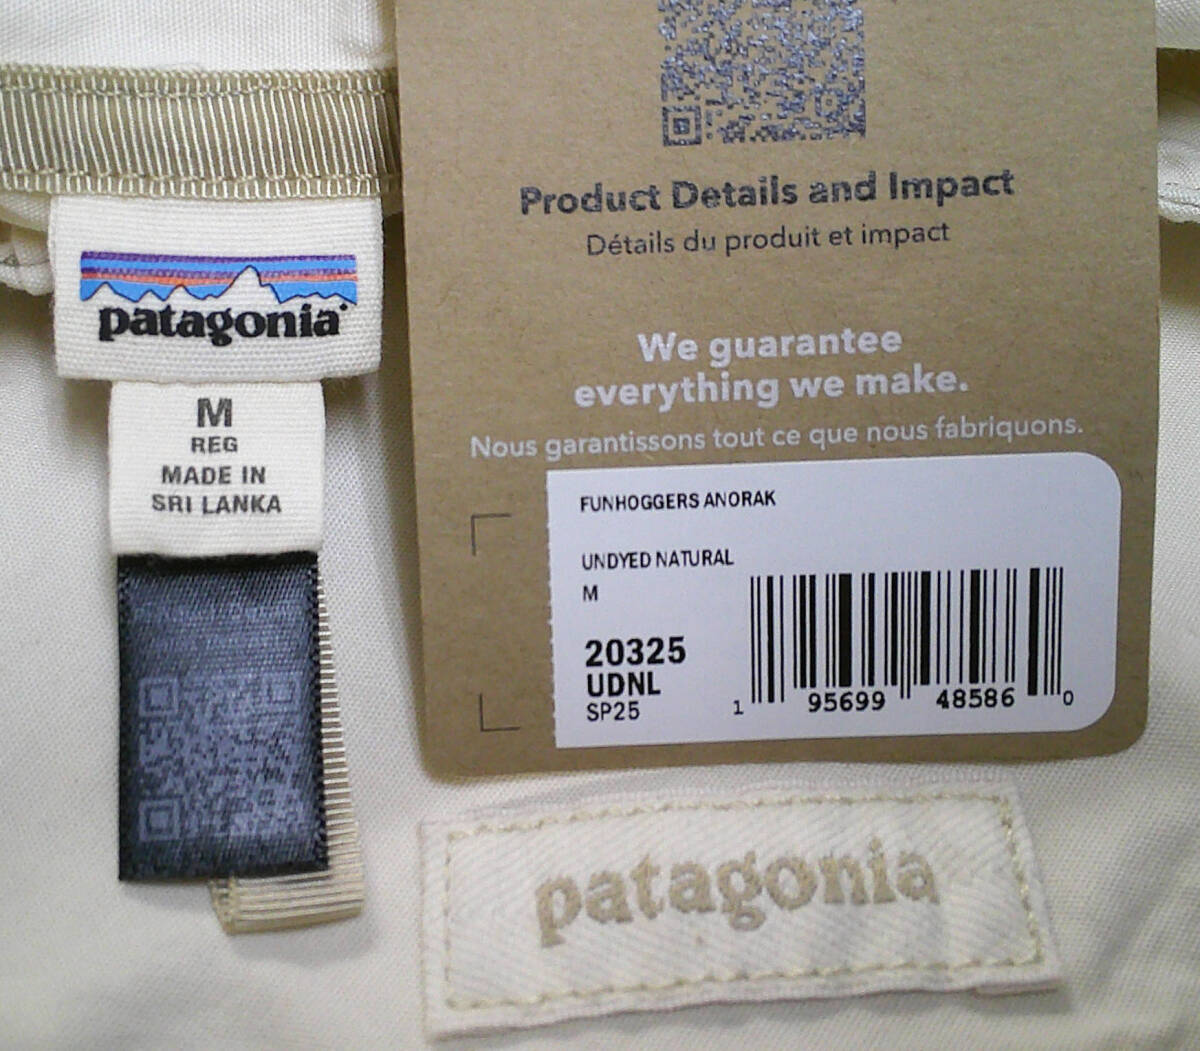 patagonia
M
REG
MADE IN
SRI LANKA
Product Details and Impact
Détails du produit et impact
We guarantee
everything we make.
Nous garantissons tout ce que nous fabriquons.
FUNHOGGERS ANORAK
UNDYED NATURAL
M
20325
UDNL
SP25
1 95699 48586 0
patagonia